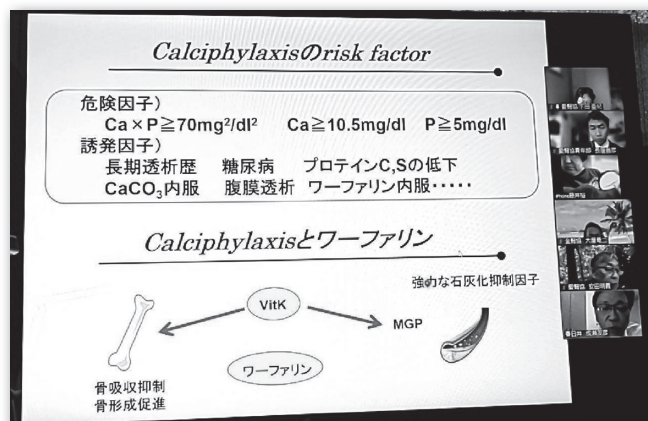 Calciphylaxisのrisk factor
危険因子)
Ca×P≧70mg²/dl² Ca≧10.5mg/dl P≧5mg/dl
誘発因子)
長期透析歴 糖尿病 プロテインC,Sの低下
CaCO₃内服 腹膜透析 ワーファリン内服‥‥‥
Calciphylaxisとワーファリン
強力な石灰化抑制因子
VitK
MGP
ワーファリン
骨吸収抑制
骨形成促進